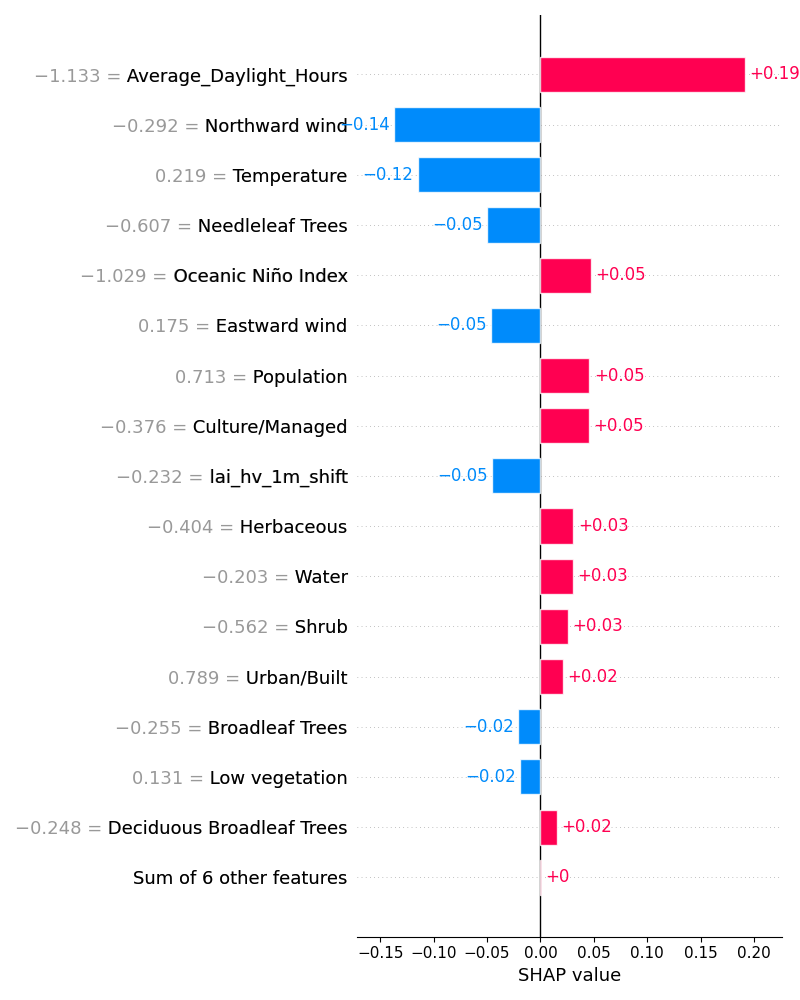 −1.133 = Average_Daylight_Hours +0.19
−0.292 = Northward wind −0.14
0.219 = Temperature −0.12
−0.607 = Needleleaf Trees −0.05
−1.029 = Oceanic Niño Index +0.05
0.175 = Eastward wind −0.05
0.713 = Population +0.05
−0.376 = Culture/Managed +0.05
−0.232 = lai_hv_1m_shift −0.05
−0.404 = Herbaceous +0.03
−0.203 = Water +0.03
−0.562 = Shrub +0.03
0.789 = Urban/Built +0.02
−0.255 = Broadleaf Trees −0.02
0.131 = Low vegetation −0.02
−0.248 = Deciduous Broadleaf Trees +0.02
Sum of 6 other features +0
−0.15 −0.10 −0.05 0.00 0.05 0.10 0.15 0.20
SHAP value